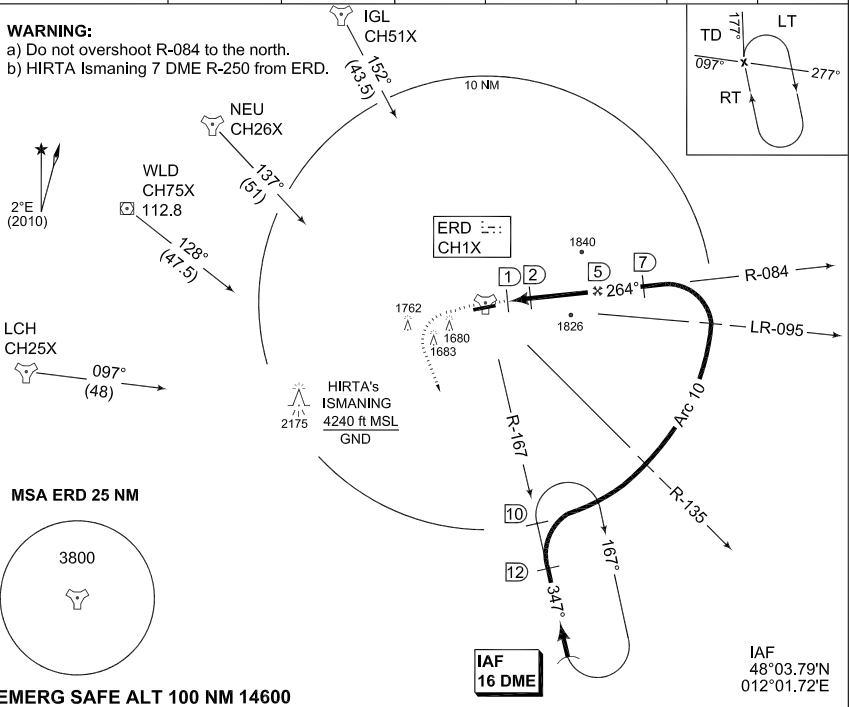 WARNING:
a) Do not overshoot R-084 to the north.
b) HIRTA Ismaning 7 DME R-250 from ERD.
IGL
CH51X
152°
(43.5)
10 NM
TD
177°
LT
097°
277°
RT
NEU
CH26X
137°
(51)
2°E
(2010)
WLD
CH75X
112.8
128°
(47.5)
ERD
CH1X
1840
1
2
5
7
264°
R-084
1826
LR-095
1762
1680
1683
LCH
CH25X
097°
(48)
HIRTA's
ISMANING
4240 ft MSL
GND
2175
Arc 10
R-167
R-135
MSA ERD 25 NM
3800
10
12
167°
347°
IAF
16 DME
IAF
48°03.79'N
012°01.72'E
EMERG SAFE ALT 100 NM 14600